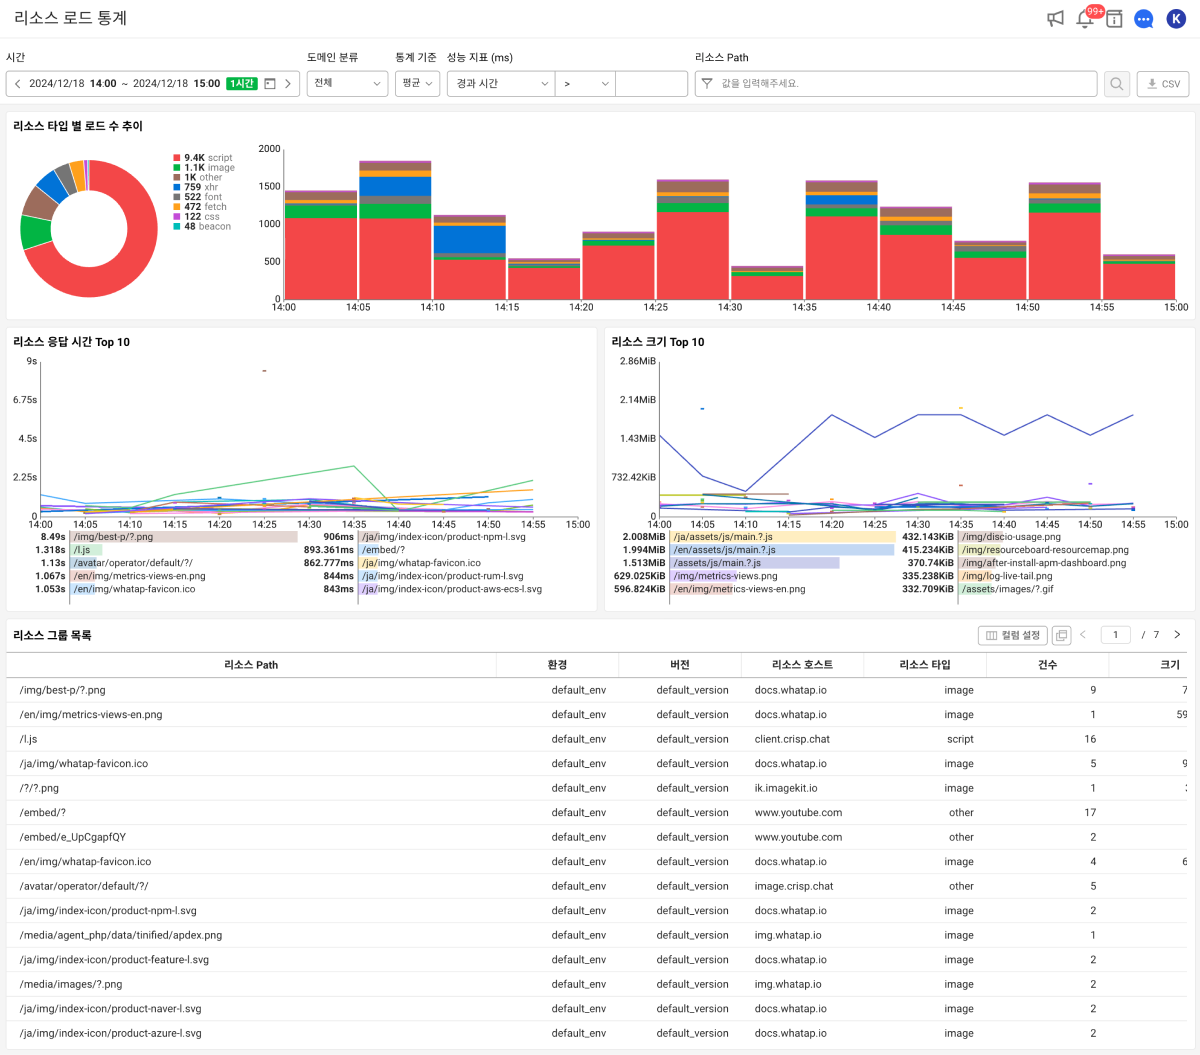 리소스 로드 통계
99+
K
시간
도메인 분류
통계 기준
성능 지표 (ms)
리소스 Path
2024/12/18 14:00 ~ 2024/12/18 15:00 1시간
전체
평균
경과 시간
>
값을 입력해주세요.
CSV
리소스 타입 별 로드 수 추이
9.4K script
1.1K image
1K other
759 xhr
522 font
472 fetch
122 css
48 beacon
2000
1500
1000
500
0
14:00 14:05 14:10 14:15 14:20 14:25 14:30 14:35 14:40 14:45 14:50 14:55 15:00
리소스 응답 시간 Top 10
9s
6.75s
4.5s
2.25s
0
14:00 14:05 14:10 14:15 14:20 14:25 14:30 14:35 14:40 14:45 14:50 14:55 15:00
8.49s /img/best-p/?.png
1.318s /l.js
1.13s /avatar/operator/default/?/
1.067s /en/img/metrics-views-en.png
1.053s /en/img/whatap-favicon.ico
906ms /ja/img/index-icon/product-npm-l.svg
893.361ms /embed/?
862.777ms /ja/img/whatap-favicon.ico
844ms /ja/img/index-icon/product-rum-l.svg
843ms /ja/img/index-icon/product-aws-ecs-l.svg
리소스 크기 Top 10
2.86MiB
2.14MiB
1.43MiB
732.42KiB
0
14:00 14:05 14:10 14:15 14:20 14:25 14:30 14:35 14:40 14:45 14:50 14:55 15:00
2.008MiB /ja/assets/js/main.?.js
1.994MiB /en/assets/js/main.?.js
1.513MiB /assets/js/main.?.js
629.025KiB /img/metrics-views.png
596.824KiB /en/img/metrics-views-en.png
432.143KiB /img/discio-usage.png
415.234KiB /img/resourceboard-resourcemap.png
370.74KiB /img/after-install-apm-dashboard.png
335.238KiB /img/log-live-tail.png
332.709KiB /assets/images/?.gif
리소스 그룹 목록
컬럼 설정
1 / 7
리소스 Path 환경 버전 리소스 호스트 리소스 타입 건수 크기
/img/best-p/?.png default_env default_version docs.whatap.io image 9 7
/en/img/metrics-views-en.png default_env default_version docs.whatap.io image 1 59
/l.js default_env default_version client.crisp.chat script 16
/ja/img/whatap-favicon.ico default_env default_version docs.whatap.io image 5 9
/?/?.png default_env default_version ik.imagekit.io image 1
/embed/? default_env default_version www.youtube.com other 17
/embed/e_UpCgapfQY default_env default_version www.youtube.com other 2
/en/img/whatap-favicon.ico default_env default_version docs.whatap.io image 4 6
/avatar/operator/default/?/ default_env default_version image.crisp.chat other 5
/ja/img/index-icon/product-npm-l.svg default_env default_version docs.whatap.io image 2
/media/agent_php/data/tinified/apdex.png default_env default_version img.whatap.io image 1
/ja/img/index-icon/product-feature-l.svg default_env default_version docs.whatap.io image 2
/media/images/?.png default_env default_version img.whatap.io image 2
/ja/img/index-icon/product-naver-l.svg default_env default_version docs.whatap.io image 2
/ja/img/index-icon/product-azure-l.svg default_env default_version docs.whatap.io image 2